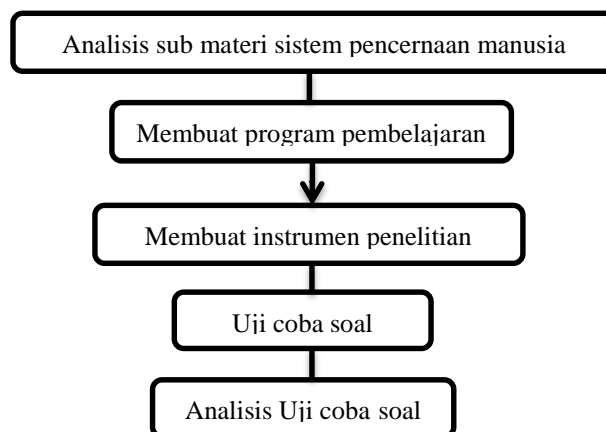 Analisis sub materi sistem pencernaan manusia
Membuat program pembelajaran
Membuat instrumen penelitian
Uji coba soal
Analisis Uji coba soal